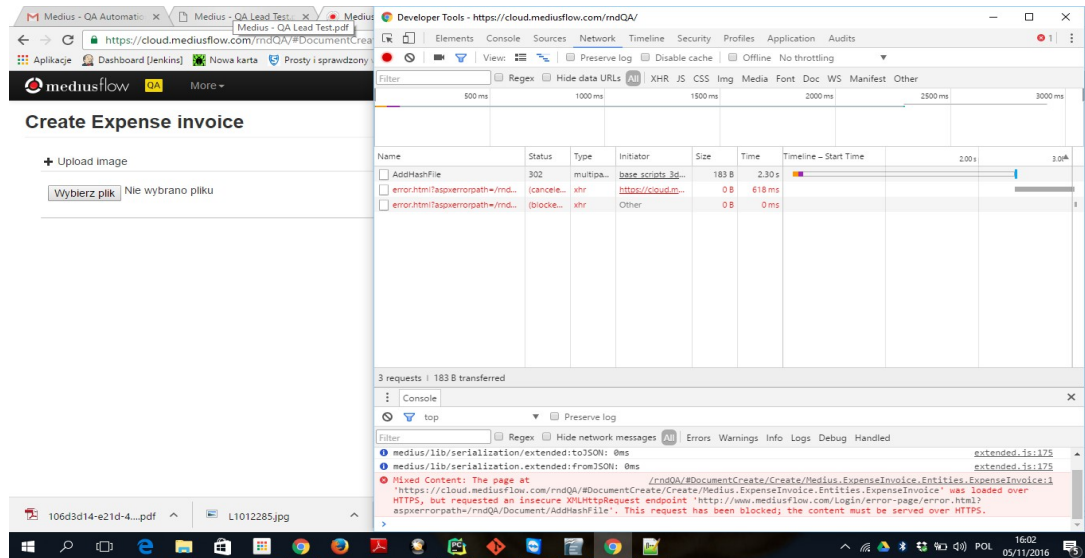 Medius - QA Automatic
Medius - QA Lead Test
Medius
Medius - QA Lead Test.pdf
https://cloud.mediusflow.com/rndQA/#DocumentCrea
Aplikacje
Dashboard [Jenkins]
Nowa karta
Prosty i sprawdzony
mediusflow QA More
Create Expense invoice
Upload image
Wybierz plik Nie wybrano pliku
106d3d14-e21d-4....pdf
L1012285.jpg
Developer Tools - https://cloud.mediusflow.com/rndQA/
Elements Console Sources Network Timeline Security Profiles Application Audits 1
View: Preserve log Disable cache Offline No throttling
Filter Regex Hide data URLs All XHR JS CSS Img Media Font Doc WS Manifest Other
500 ms 1000 ms 1500 ms 2000 ms 2500 ms 3000 ms
Name Status Type Initiator Size Time Timeline – Start Time 2.00 s
AddHashFile 302 multipa... base scripts 3d... 183 B 2.30 s
error.html?aspxerrorpath=/rnd... (cancele... xhr https://cloud.m... 0 B 618 ms
error.html?aspxerrorpath=/rnd... (blocke... xhr Other 0 B 0 ms
3 requests | 183 B transferred
Console
top Preserve log
Filter Regex Hide network messages All Errors Warnings Info Logs Debug Handled
medius/lib/serialization/extended:toJSON: 0ms extended.js:175
medius/lib/serialization.extended:fromJSON: 0ms extended.js:175
Mixed Content: The page at /rndQA/#DocumentCreate/Create/Medius.ExpenseInvoice.Entities.ExpenseInvoice:1
'https://cloud.mediusflow.com/rndQA/#DocumentCreate/Create/Medius.ExpenseInvoice.Entities.ExpenseInvoice' was loaded over
HTTPS, but requested an insecure XMLHttpRequest endpoint 'http://www.mediusflow.com/Login/error-page/error.html?
aspxerrorpath=/rndQA/Document/AddHashFile'. This request has been blocked; the content must be served over HTTPS.
POL
16:02
05/11/2016